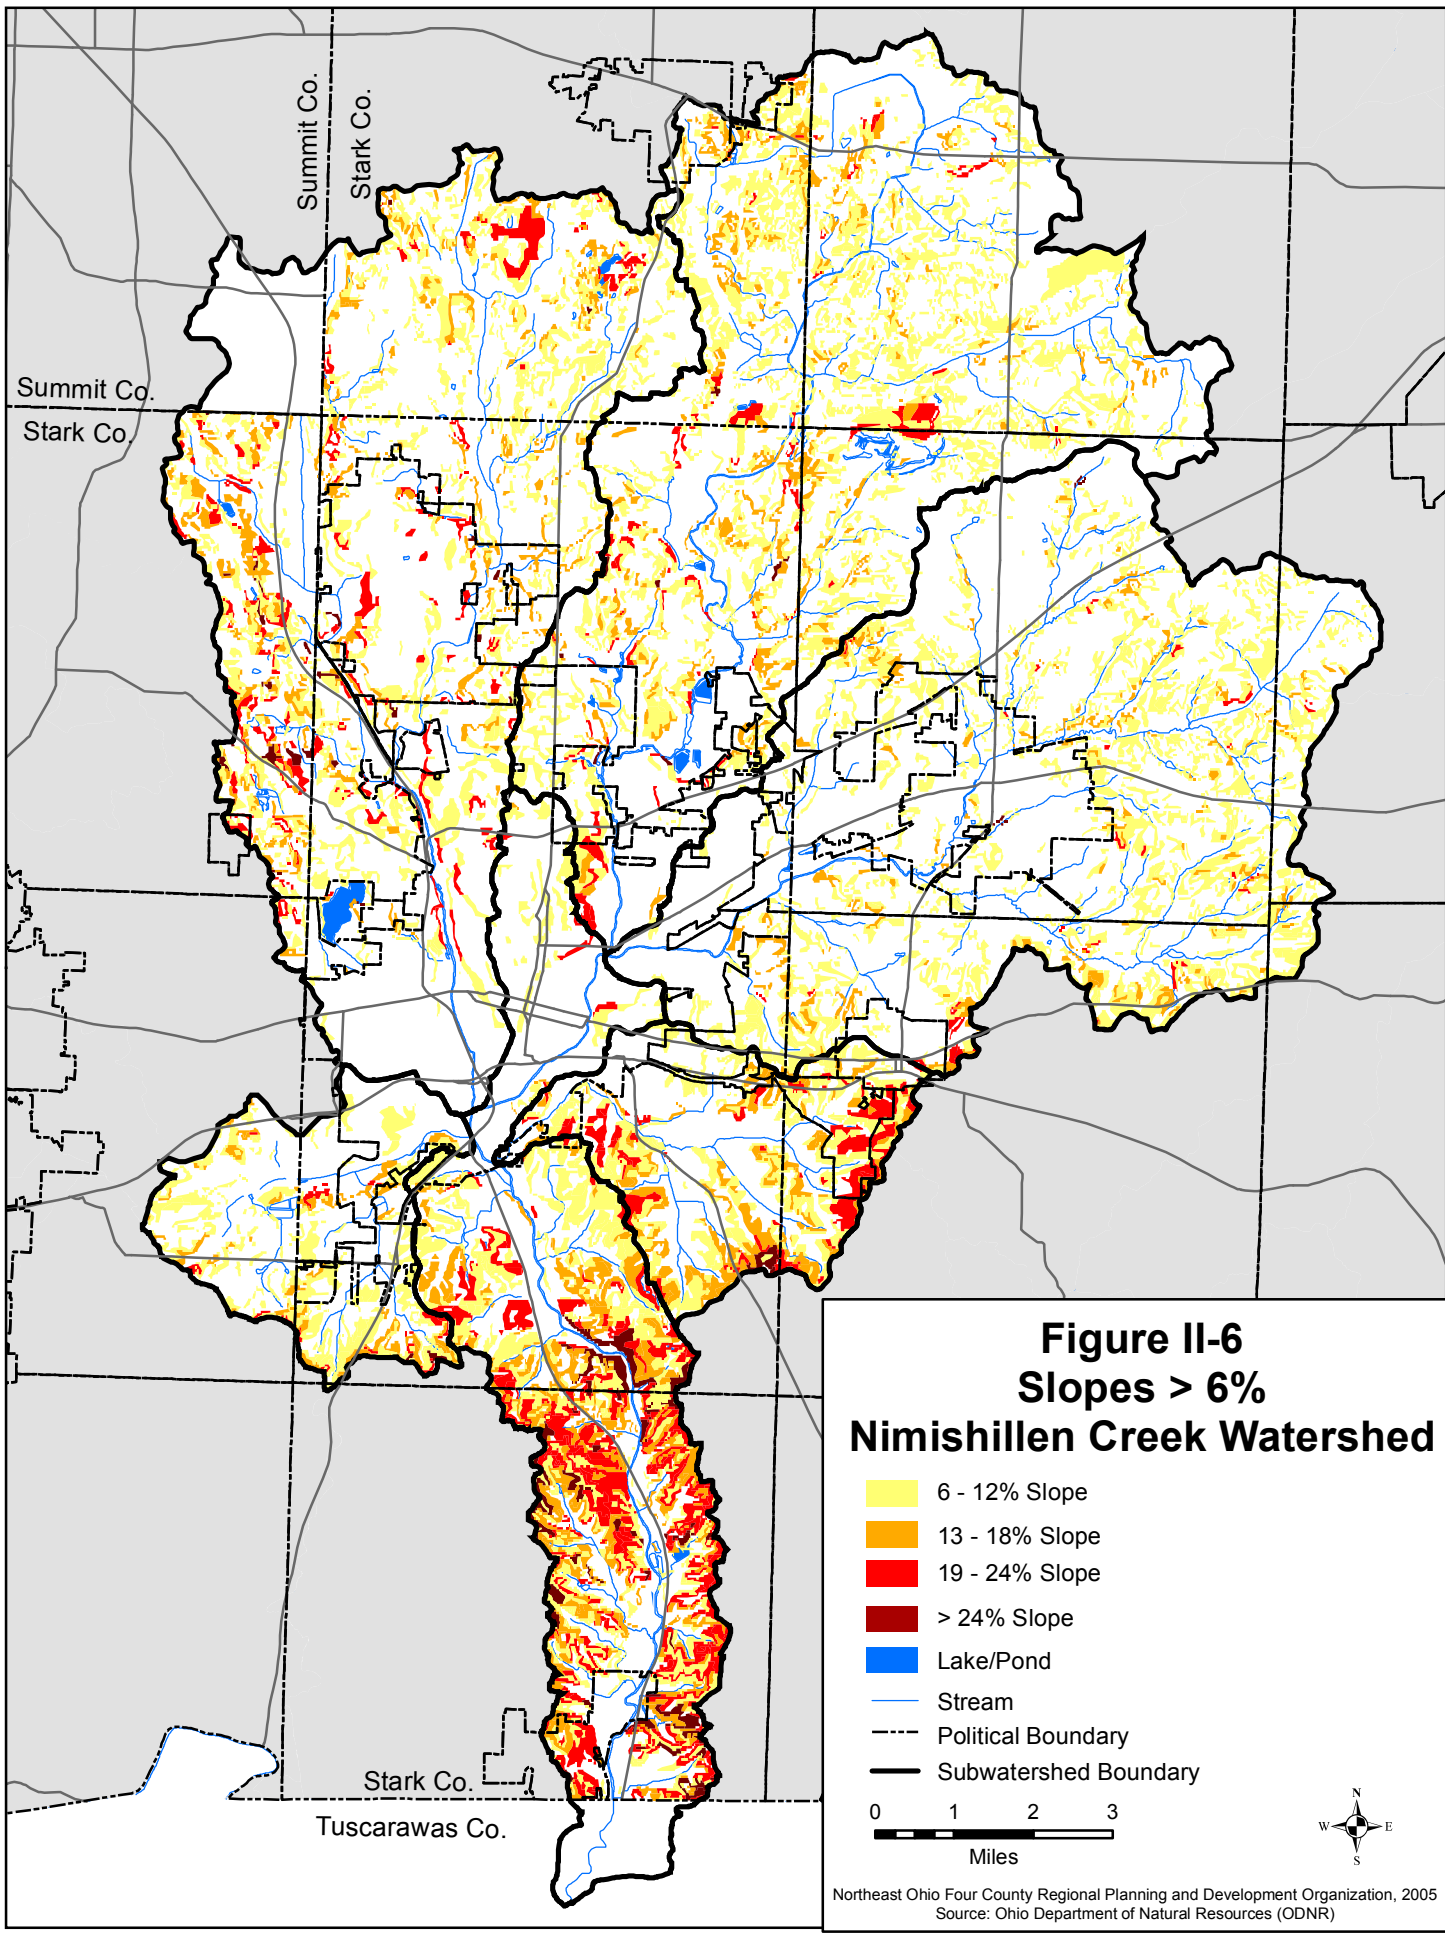 Summit Co.
Stark Co.
Summit Co.
Stark Co.
Stark Co.
Tuscarawas Co.
Figure II-6
Slopes > 6%
Nimishillen Creek Watershed
6 - 12% Slope
13 - 18% Slope
19 - 24% Slope
> 24% Slope
Lake/Pond
Stream
Political Boundary
Subwatershed Boundary
0 1 2 3
Miles
N
W E
S
Northeast Ohio Four County Regional Planning and Development Organization, 2005
Source: Ohio Department of Natural Resources (ODNR)